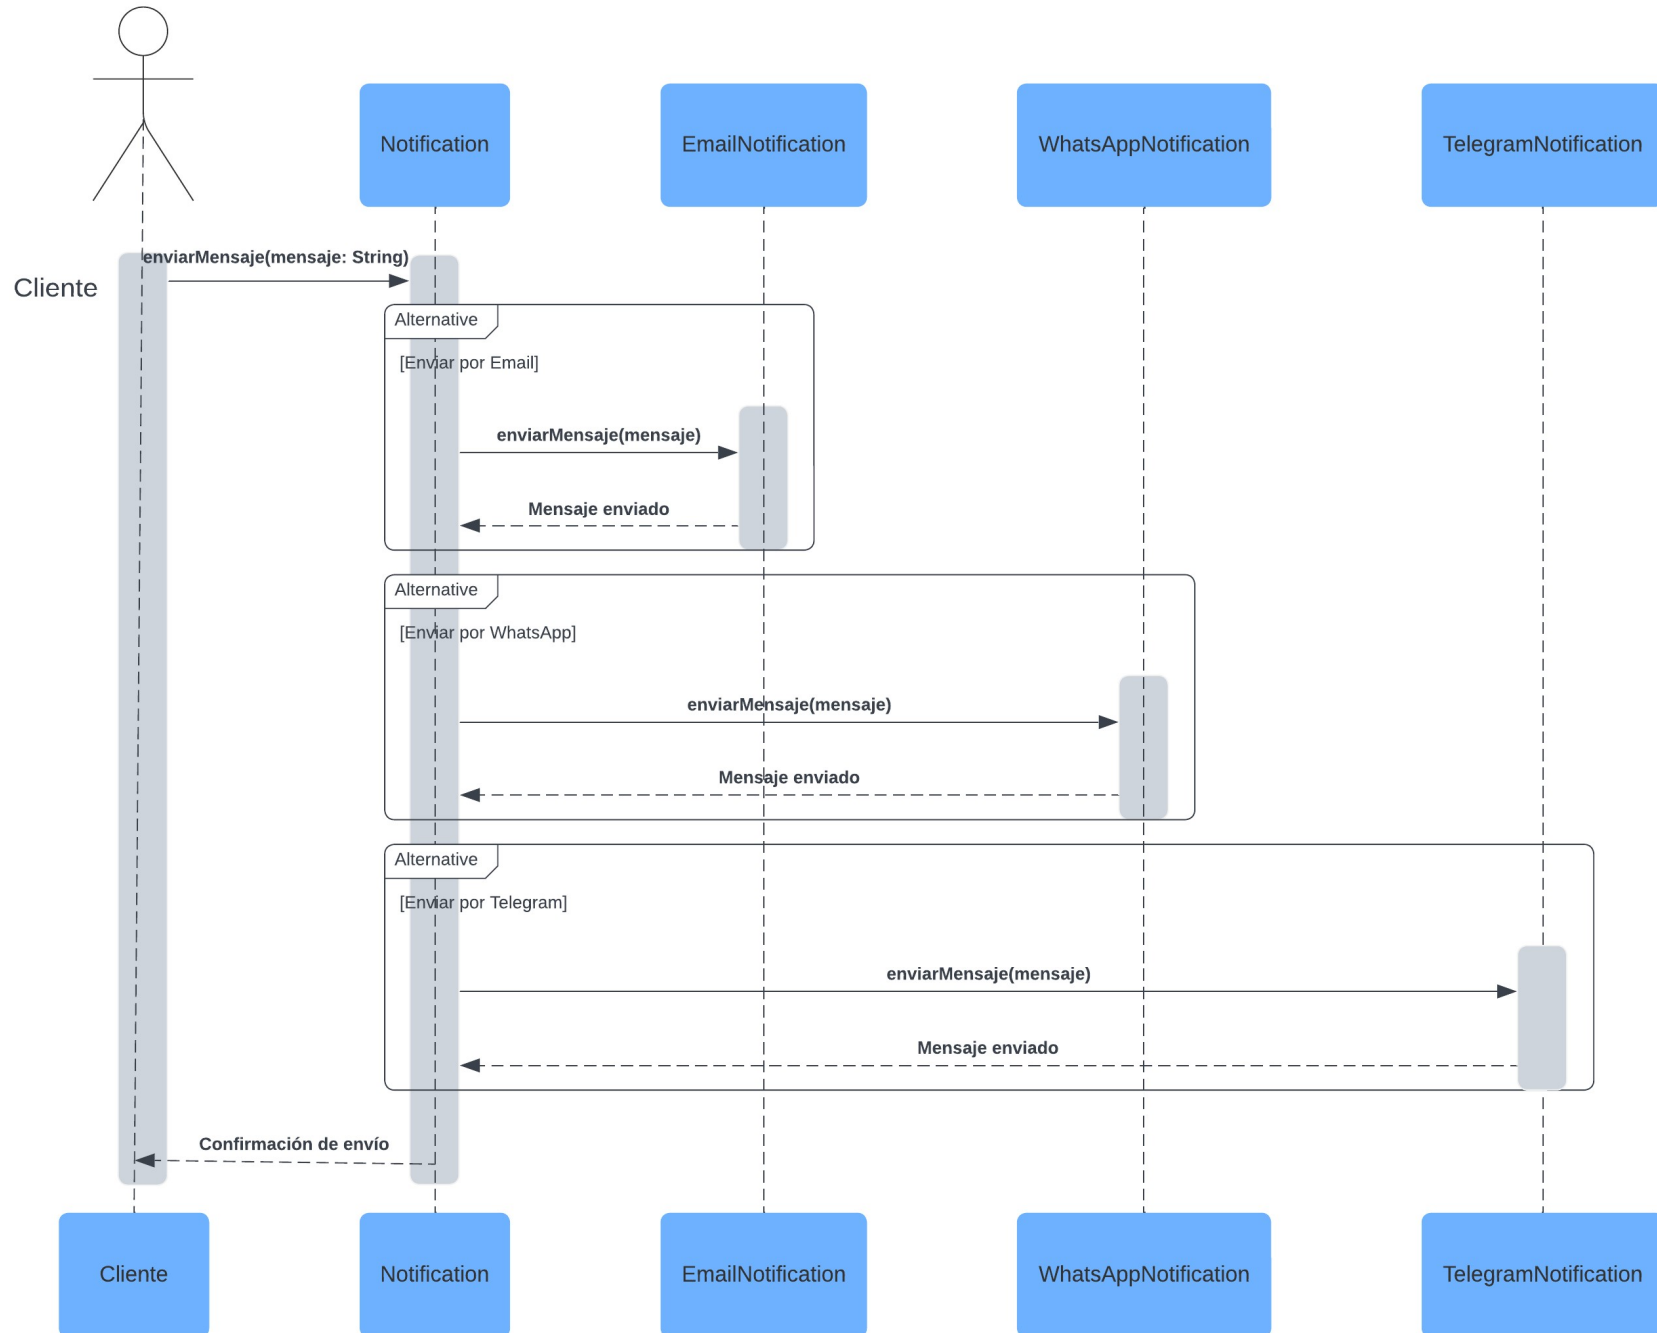 Notification
EmailNotification
WhatsAppNotification
TelegramNotification
enviarMensaje(mensaje: String)
Cliente
Alternative
[Enviar por Email]
enviarMensaje(mensaje)
Mensaje enviado
Alternative
[Enviar por WhatsApp]
enviarMensaje(mensaje)
Mensaje enviado
Alternative
[Enviar por Telegram]
enviarMensaje(mensaje)
Mensaje enviado
Confirmación de envío
Cliente
Notification
EmailNotification
WhatsAppNotification
TelegramNotification